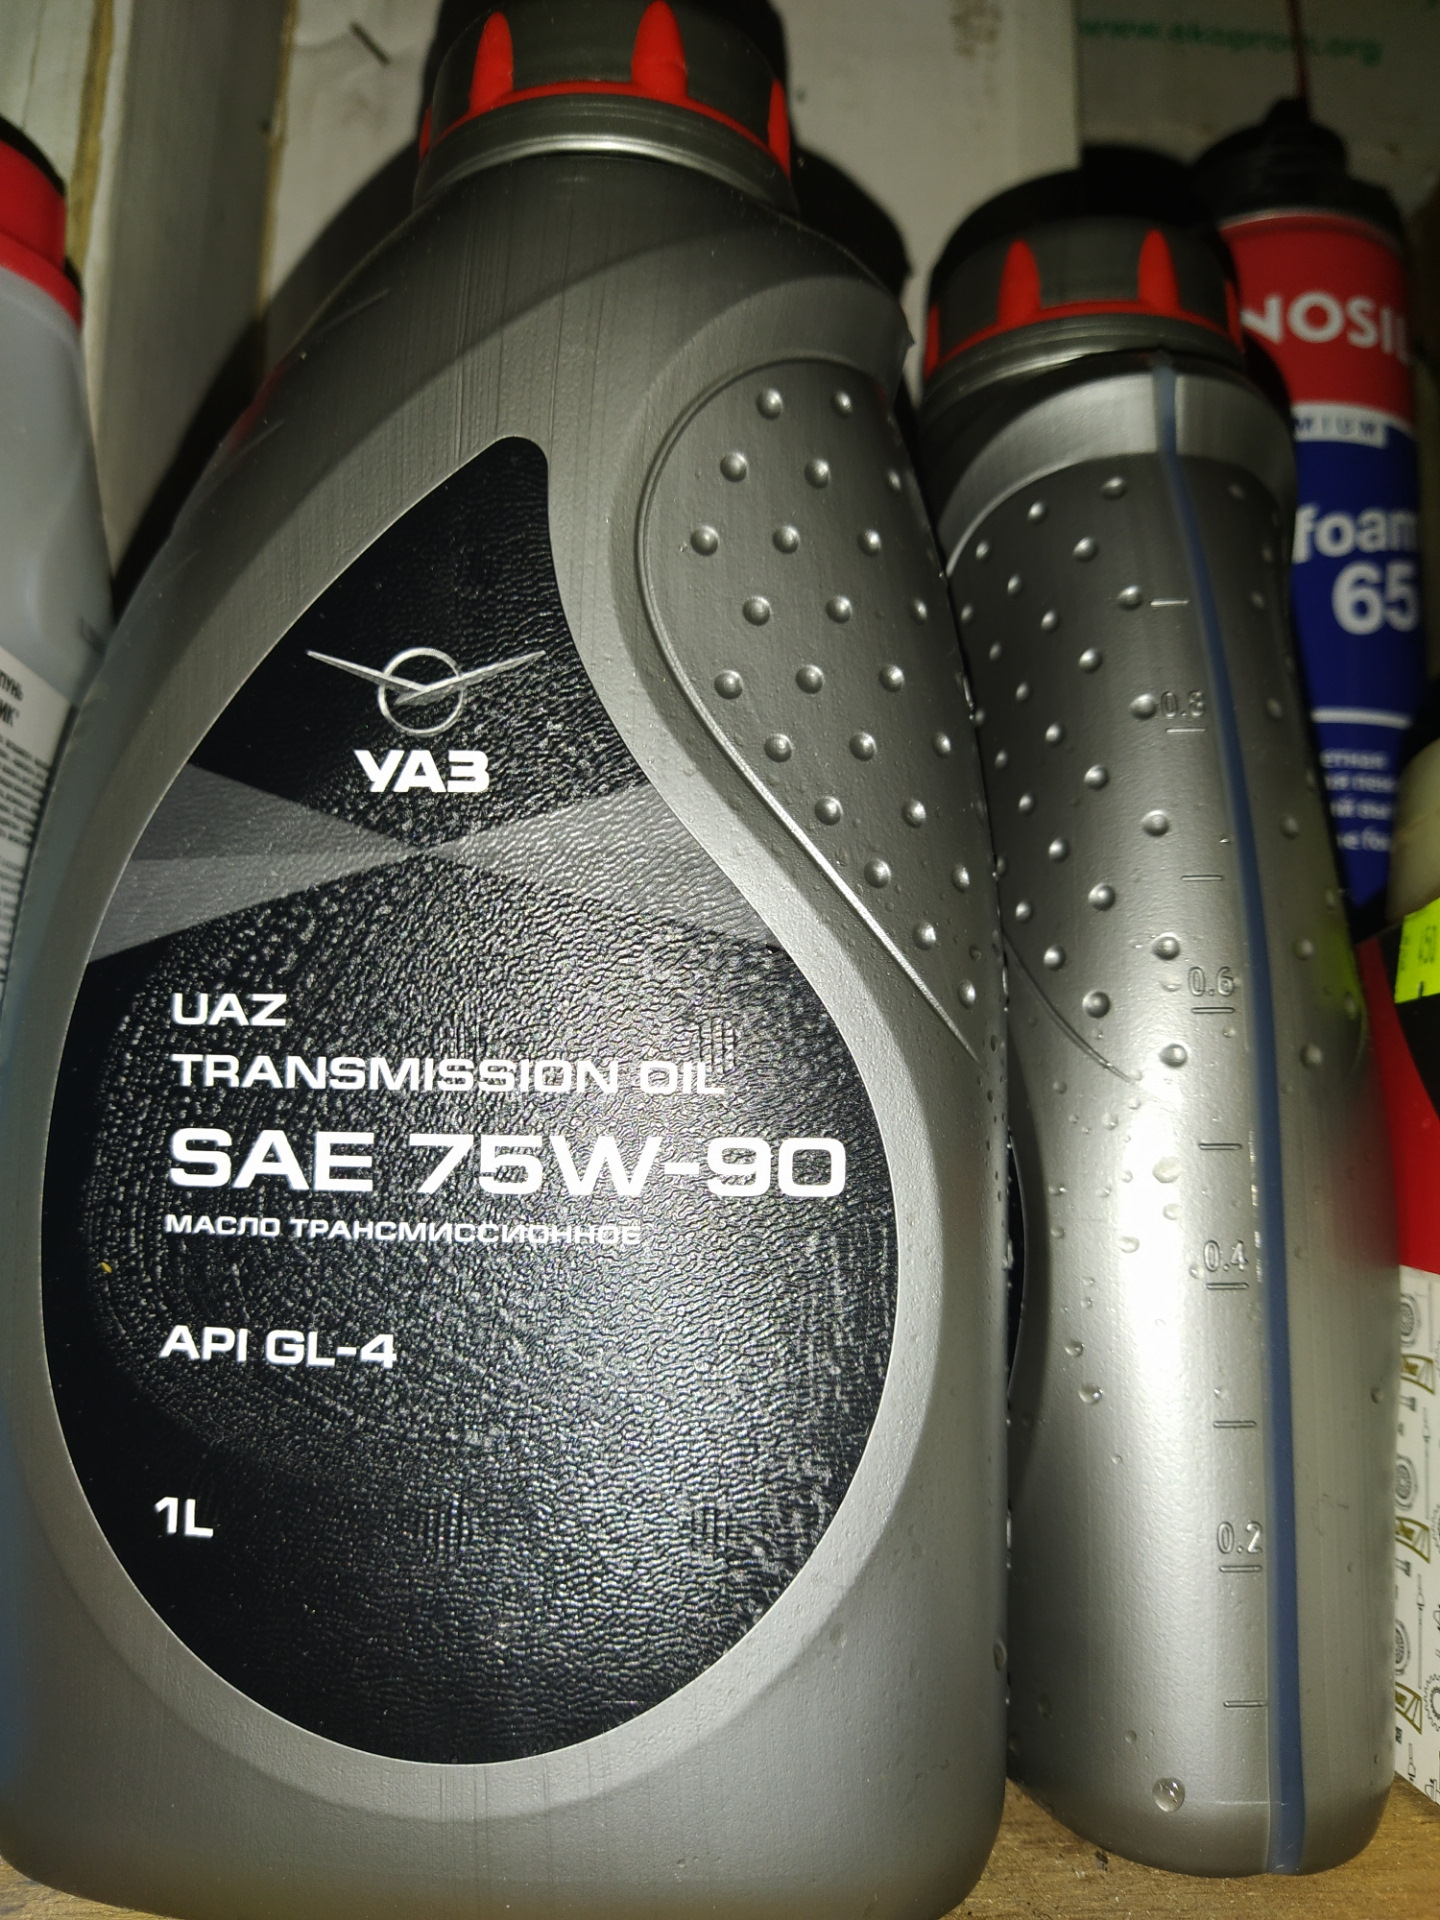 УАЗ
UAZ
TRANSMISSION OIL
SAE 75W-90
МАСЛО ТРАНСМИССИОННОЕ
API GL-4
1L
0.8
0.6
0.4
0.2
foam
65